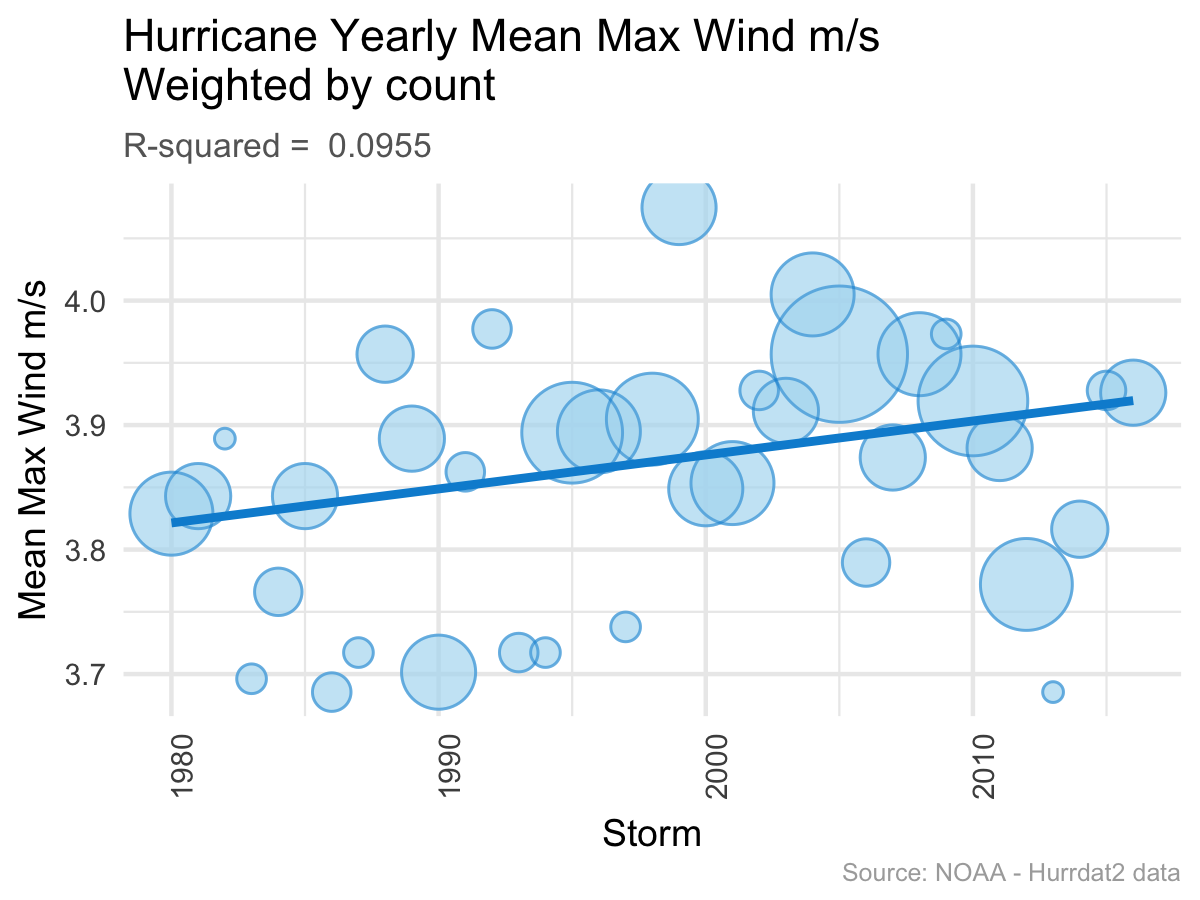 Hurricane Yearly Mean Max Wind m/s
Weighted by count
R-squared =  0.0955
Mean Max Wind m/s
4.0
3.9
3.8
3.7
1980
1990
2000
2010
Storm
Source: NOAA - Hurrdat2 data